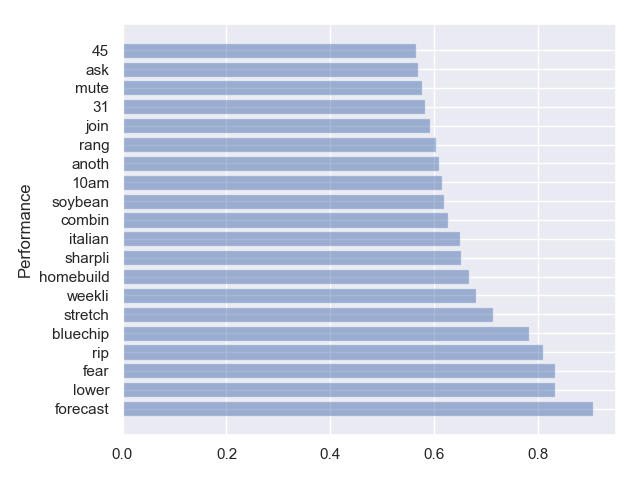 45
ask
mute
31
join
rang
anoth
10am
soybean
combin
italian
sharpli
homebuild
weekli
stretch
bluechip
rip
fear
lower
forecast
Performance
0.0 0.2 0.4 0.6 0.8